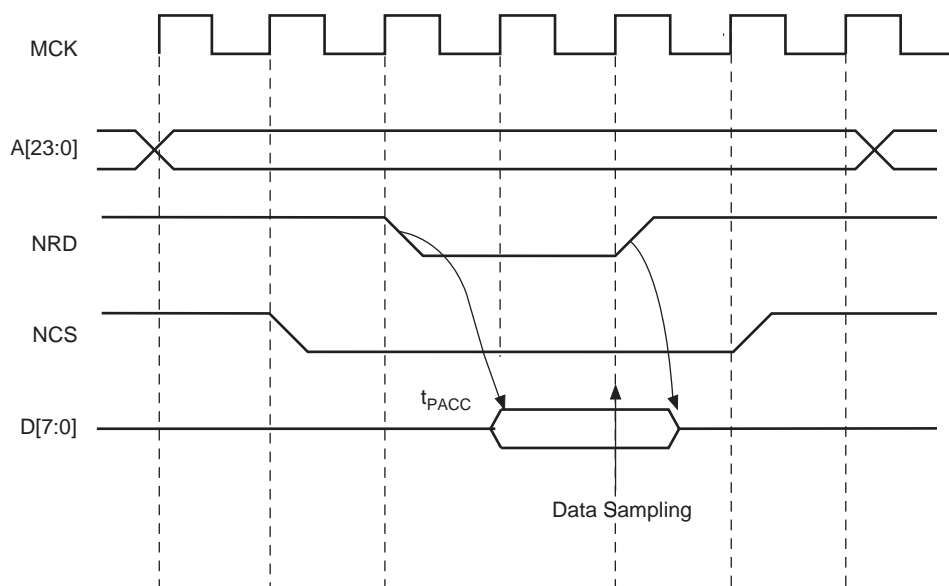 MCK
A[23:0]
NRD
NCS
tPACC
D[7:0]
Data Sampling